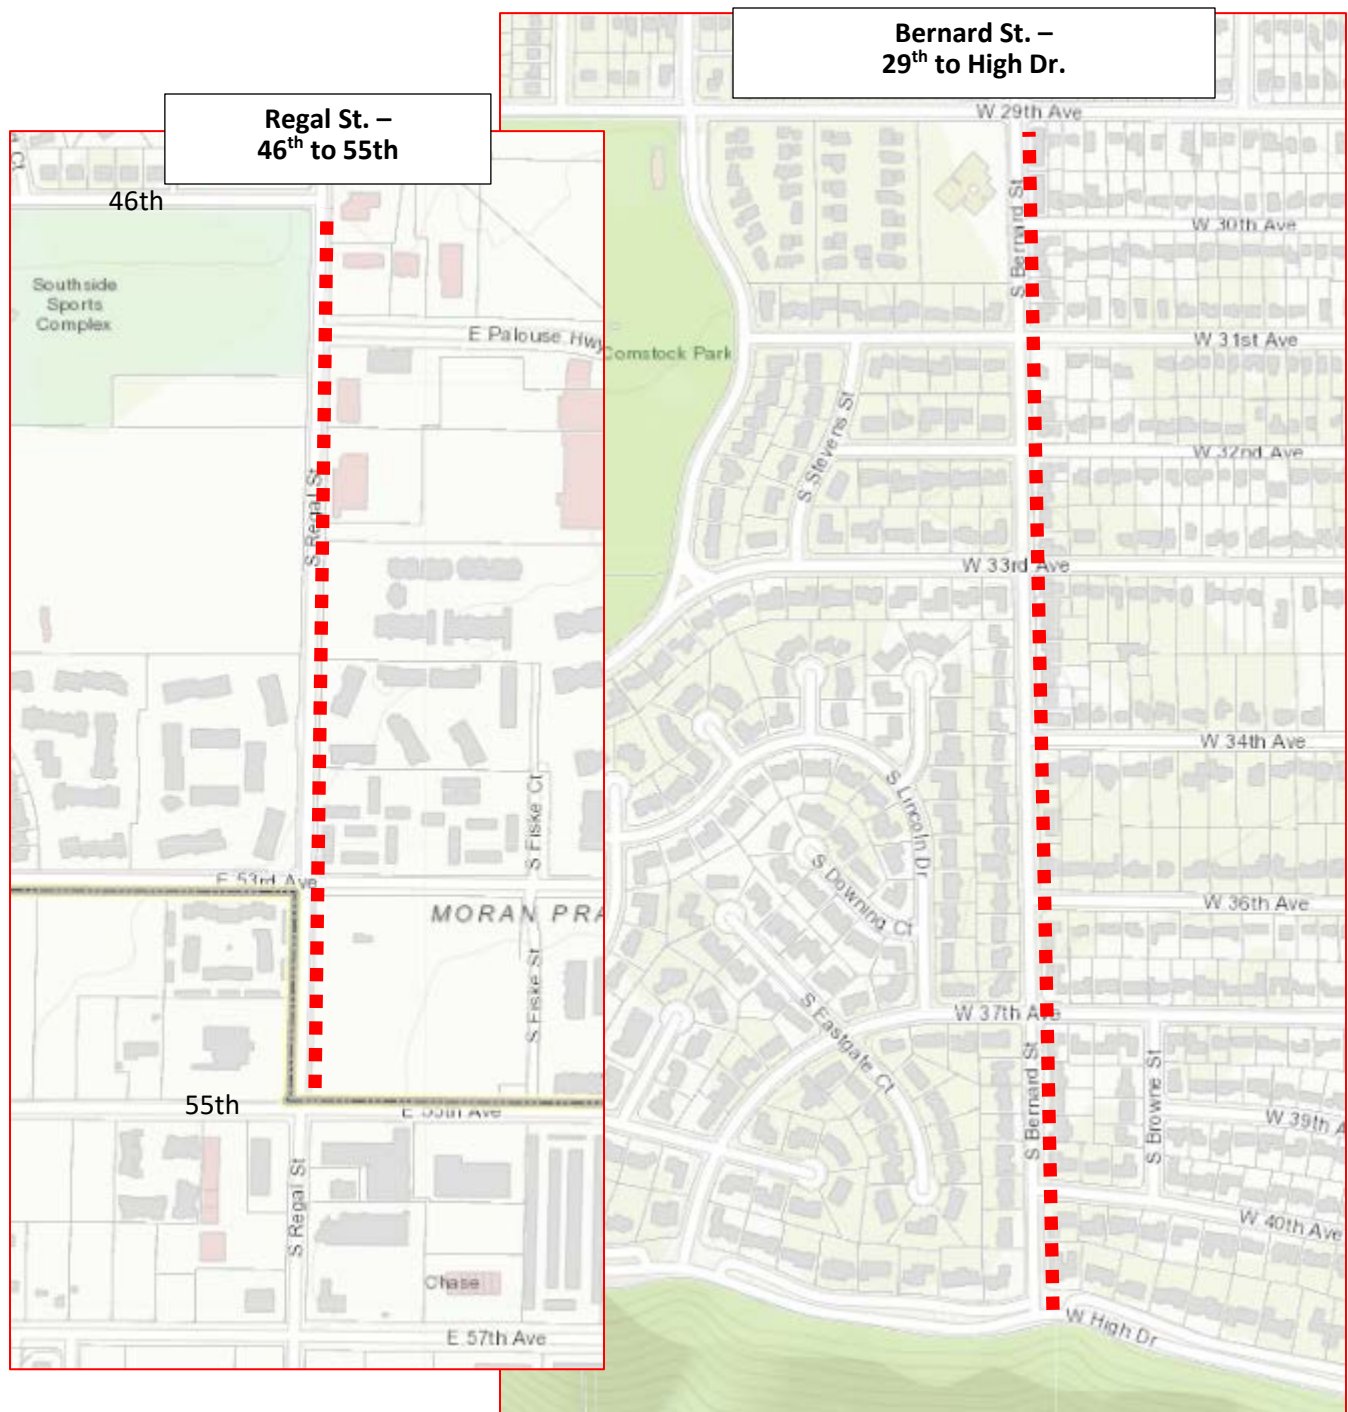 Bernard St. –
29th to High Dr.
Regal St. –
46th to 55th
46th
Southside
Sports
Complex
E Palouse Hwy
S Regal St
S Fiske Ct
E 53rd Ave
MORAN PRA
S Fiske St
55th
E 55th Ave
S Regal St
Chase
E 57th Ave
W 29th Ave
S Bernard St
W 30th Ave
Comstock Park
W 31st Ave
S Stevens St
W 32nd Ave
W 33rd Ave
W 34th Ave
S Lincoln Dr
S Downing Ct
W 36th Ave
S Eastgate Ct
W 37th Ave
S Bernard St
S Browne St
W 39th A
W 40th Ave
W High Dr